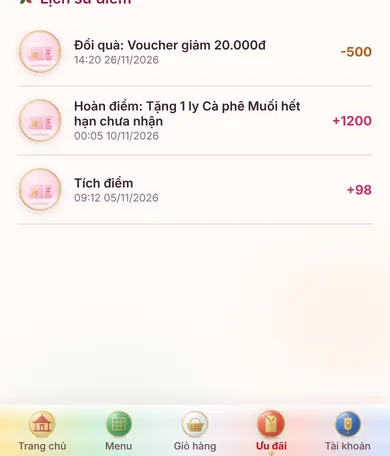 Lịch sử điểm
Đổi quà: Voucher giảm 20.000đ
14:20 26/11/2026
-500
Hoàn điểm: Tặng 1 ly Cà phê Muối hết
hạn chưa nhận
00:05 10/11/2026
+1200
Tích điểm
09:12 05/11/2026
+98
Trang chủ
Menu
Giỏ hàng
Ưu đãi
Tài khoản